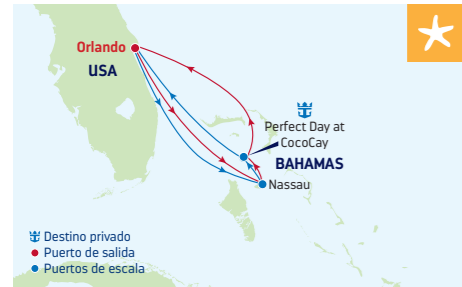 Orlando
USA
Perfect Day at
CocoCay
BAHAMAS
Nassau
Destino privado
Puerto de salida
Puertos de escala